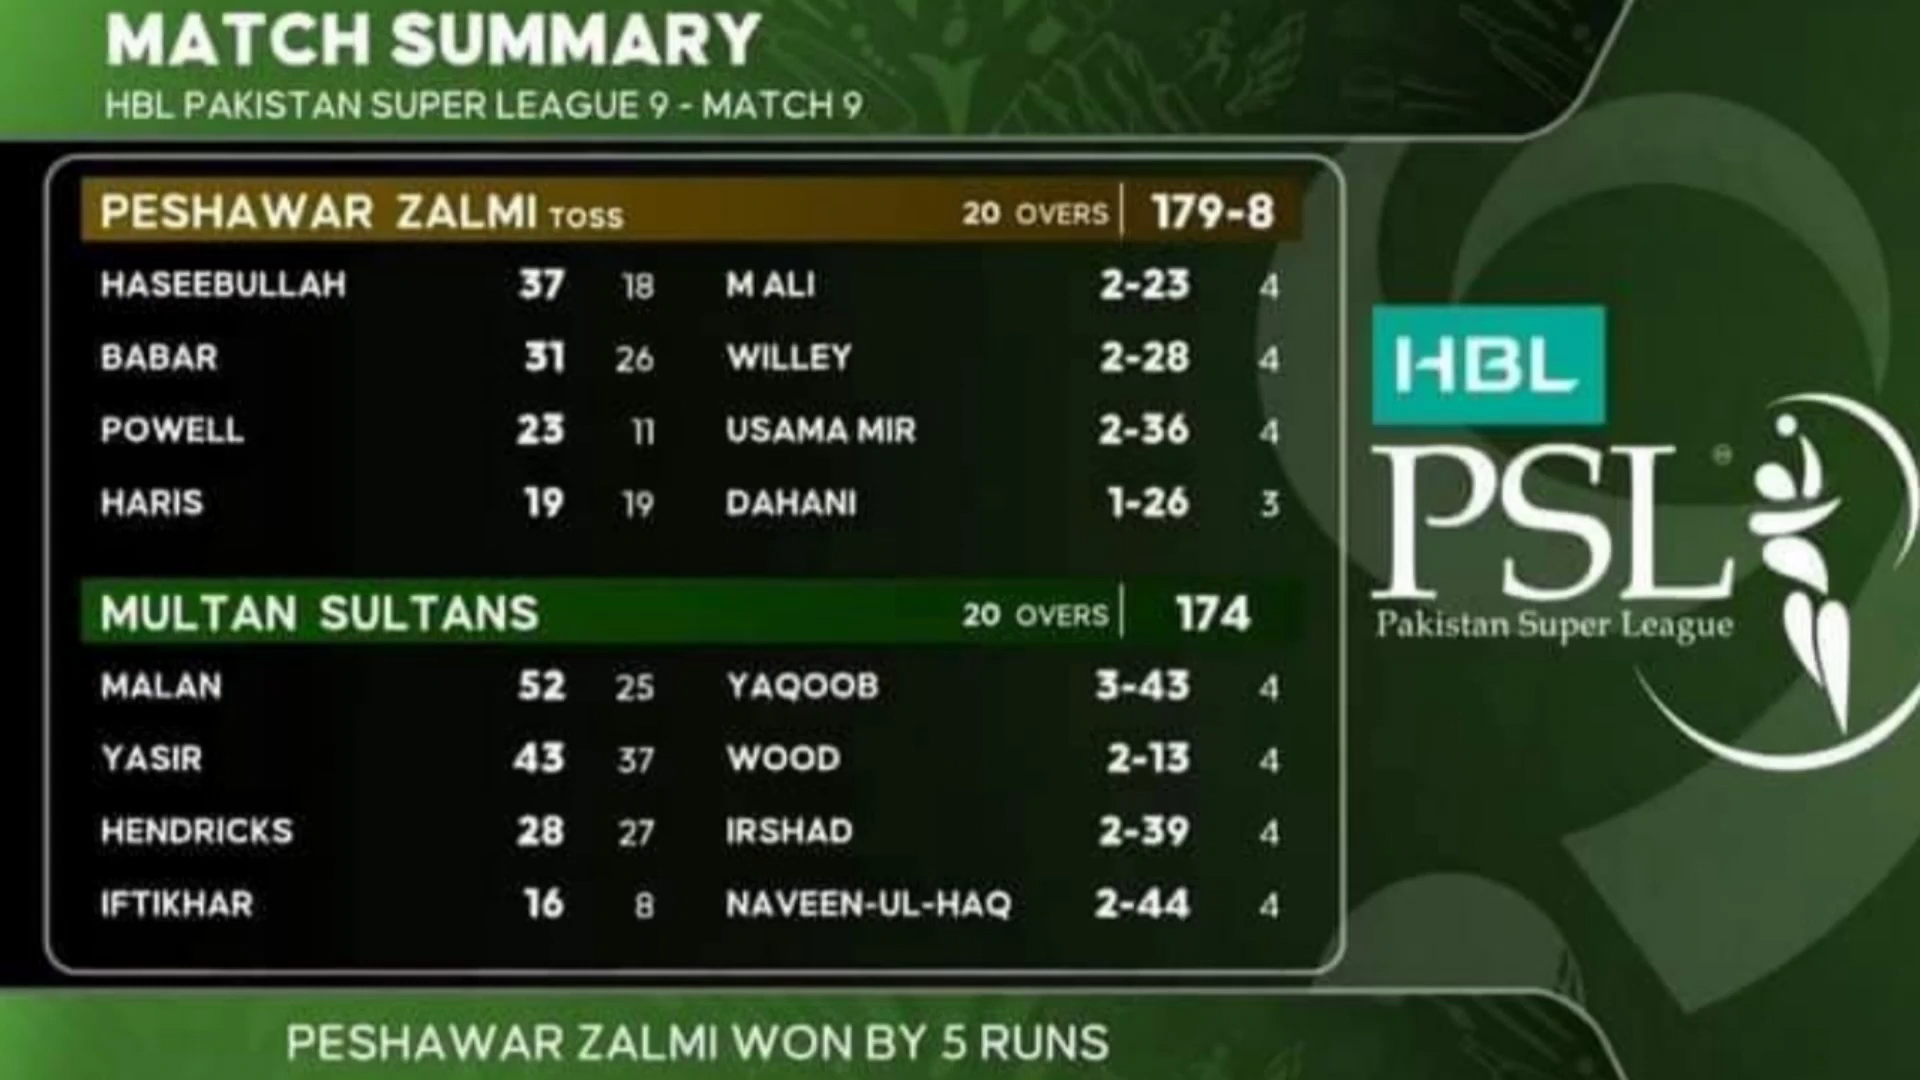 MATCH SUMMARY
HBL PAKISTAN SUPER LEAGUE 9 - MATCH 9
PESHAWAR ZALMI TOSS 20 OVERS 179-8
HASEEBULLAH 37 18 M ALI 2-23 4
BABAR 31 26 WILLEY 2-28 4
POWELL 23 11 USAMA MIR 2-36 4
HARIS 19 19 DAHANI 1-26 3
MULTAN SULTANS 20 OVERS 174
MALAN 52 25 YAQOOB 3-43 4
YASIR 43 37 WOOD 2-13 4
HENDRICKS 28 27 IRSHAD 2-39 4
IFTIKHAR 16 8 NAVEEN-UL-HAQ 2-44 4
PESHAWAR ZALMI WON BY 5 RUNS
HBL
PSL ®
Pakistan Super League